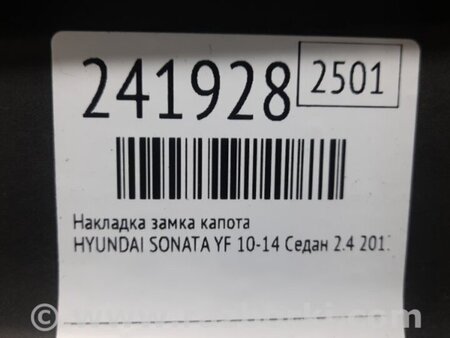 241928 2501
Накладка замка капота
HYUNDAI SONATA YF 10-14 Седан 2.4 201